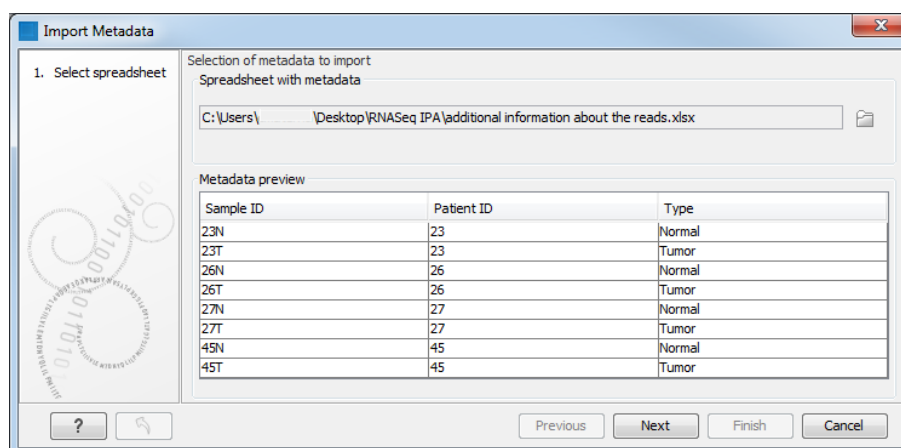 Import Metadata
1. Select spreadsheet
Selection of metadata to import
Spreadsheet with metadata
C:\Users\ \Desktop\RNASeq IPA\additional information about the reads.xlsx
Metadata preview
Sample ID Patient ID Type
23N 23 Normal
23T 23 Tumor
26N 26 Normal
26T 26 Tumor
27N 27 Normal
27T 27 Tumor
45N 45 Normal
45T 45 Tumor
? Previous Next Finish Cancel